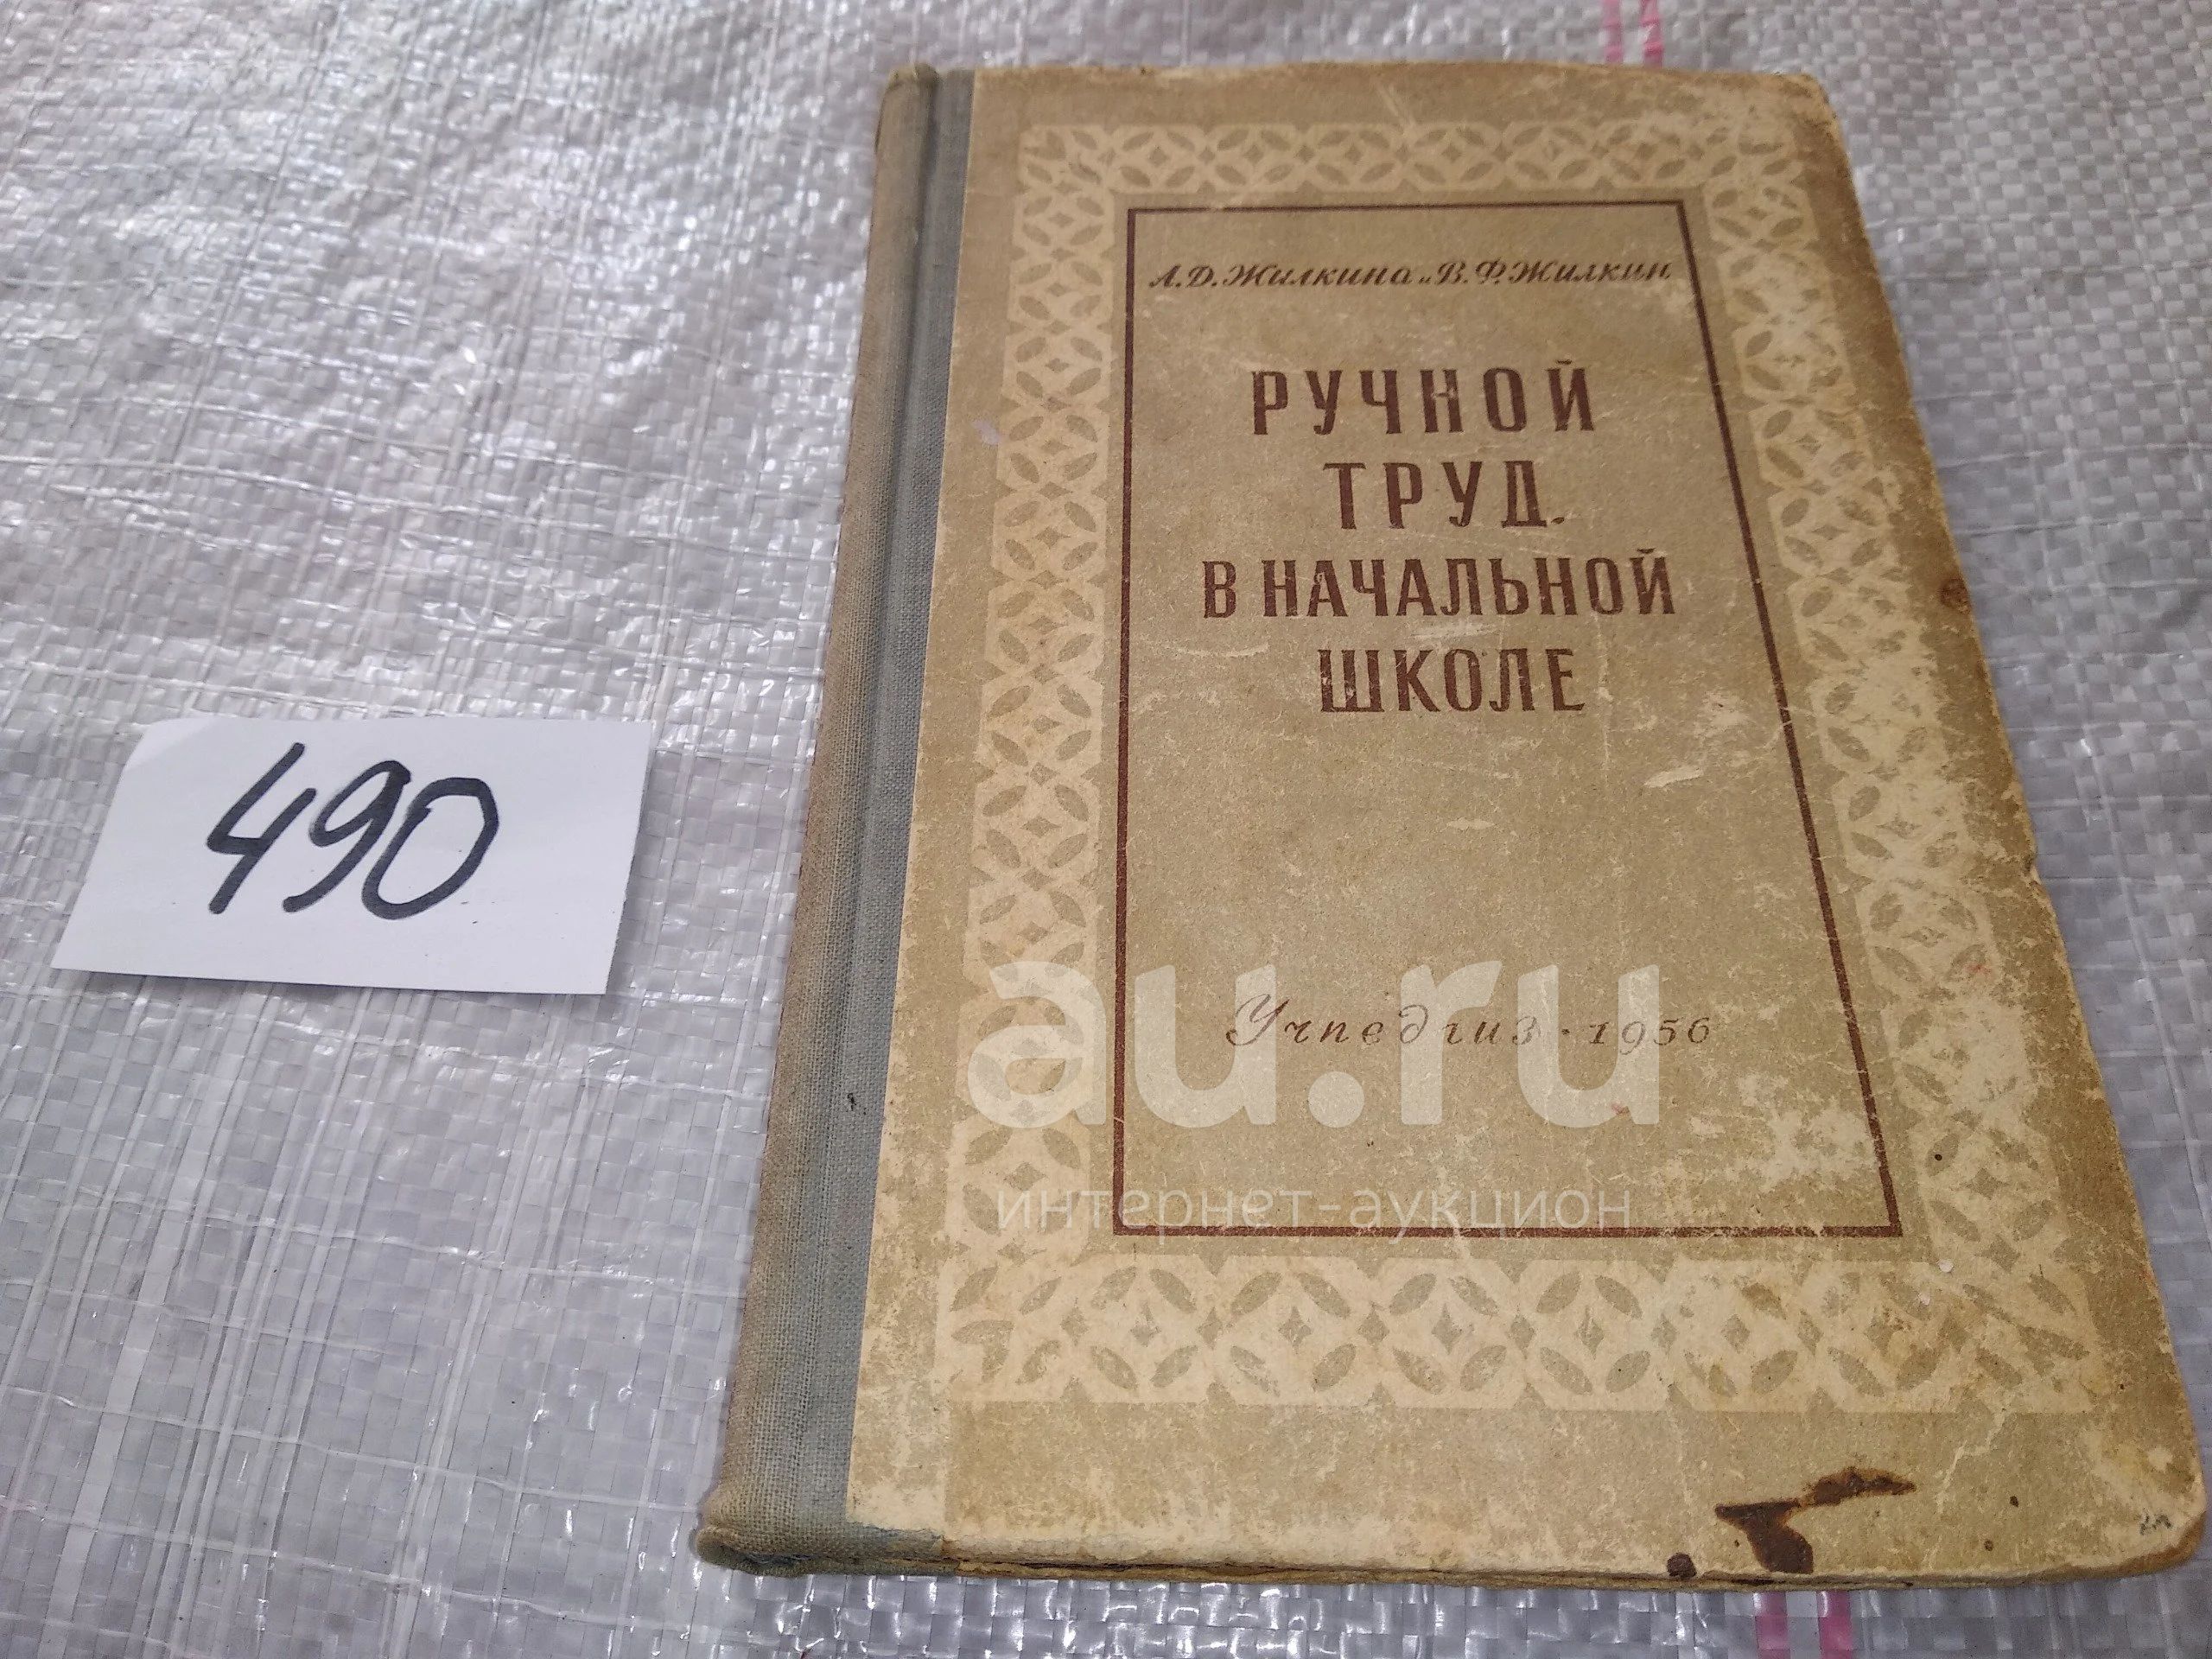 А.Д. Жилкина и В.Ф. Жилкин
РУЧНОЙ
ТРУД
В НАЧАЛЬНОЙ
ШКОЛЕ
Учпедгиз · 1956
490
au.ru
интернет-аукцион